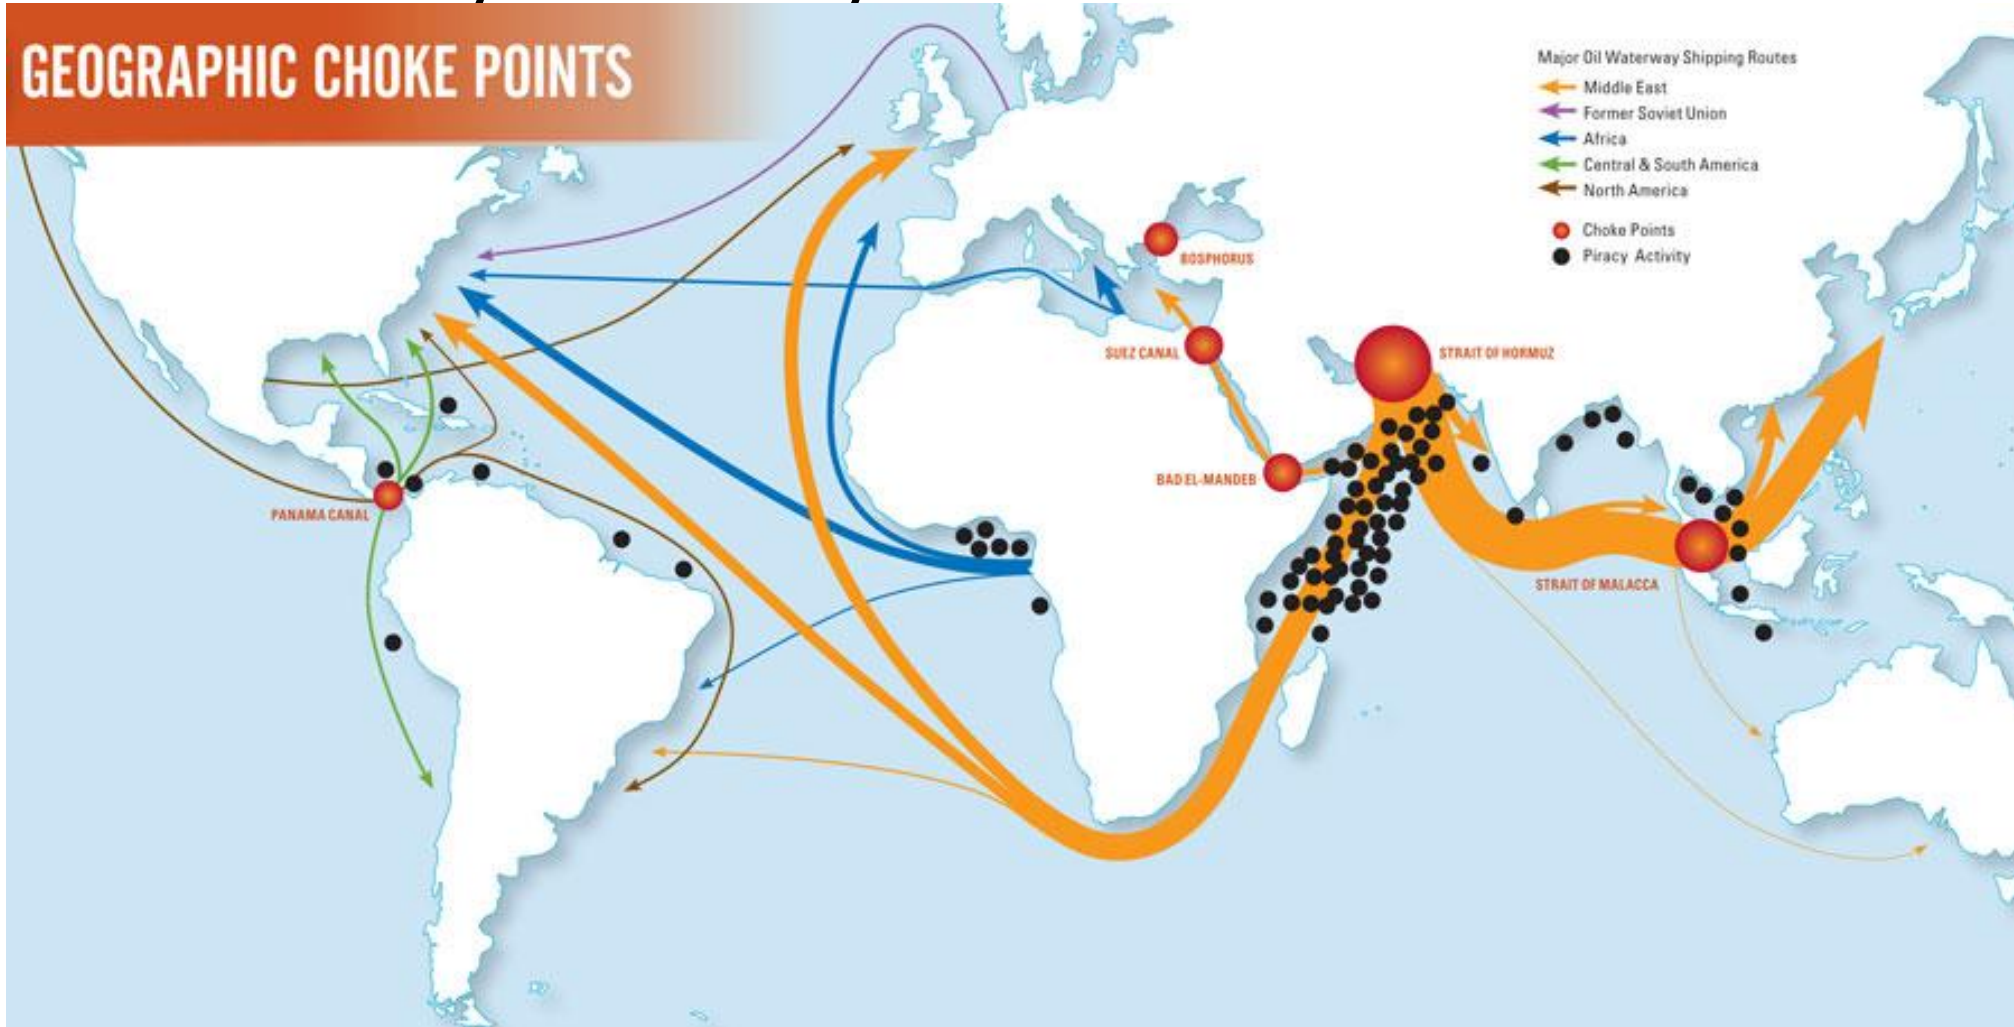 GEOGRAPHIC CHOKE POINTS
Major Oil Waterway Shipping Routes
Middle East
Former Soviet Union
Africa
Central & South America
North America
Choke Points
Piracy Activity
BOSPHORUS
SUEZ CANAL
STRAIT OF HORMUZ
BAD EL-MANDEB
PANAMA CANAL
STRAIT OF MALACCA